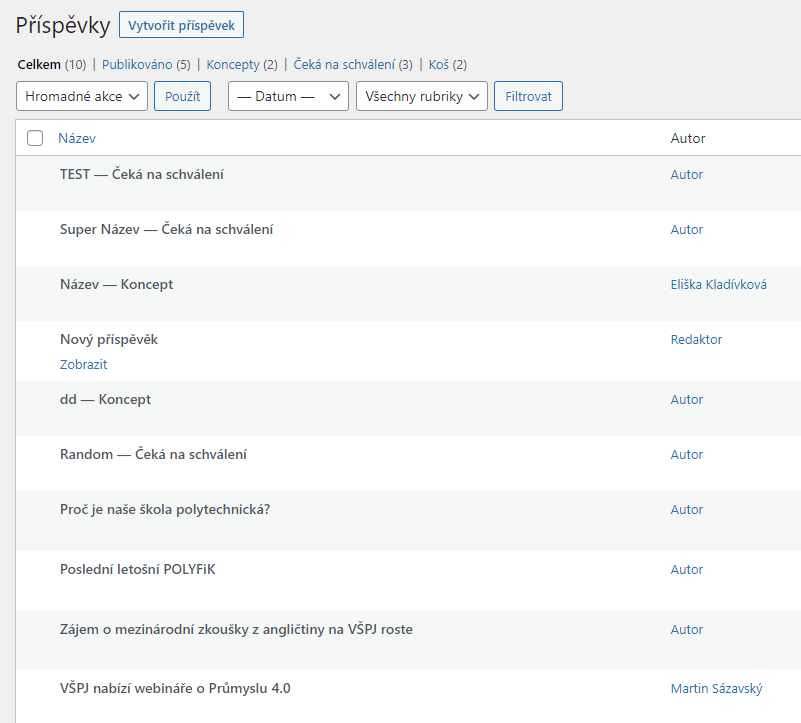 Příspěvky Vytvořit příspěvek
Celkem (10) | Publikováno (5) | Koncepty (2) | Čeká na schválení (3) | Koš (2)
Hromadné akce Použít — Datum — Všechny rubriky Filtrovat
Název Autor
TEST — Čeká na schválení Autor
Super Název — Čeká na schválení Autor
Název — Koncept Eliška Kladívková
Nový příspěvěk Redaktor
Zobrazit
dd — Koncept Autor
Random — Čeká na schválení Autor
Proč je naše škola polytechnická? Autor
Poslední letošní POLYFiK Autor
Zájem o mezinárodní zkoušky z angličtiny na VŠPJ roste Autor
VŠPJ nabízí webináře o Průmyslu 4.0 Martin Sázavský